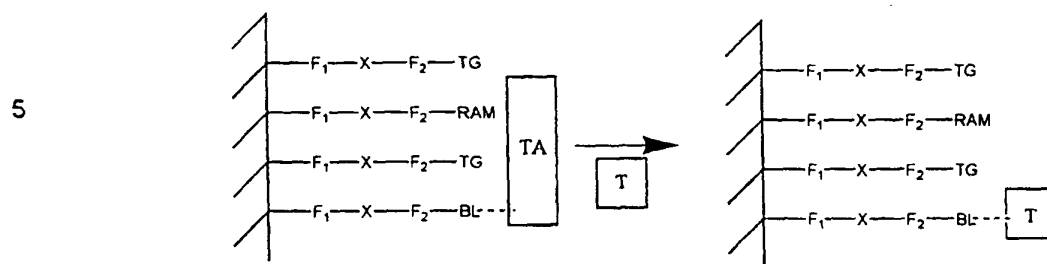 F₁—X—F₂—TG
5 F₁—X—F₂—RAM
F₁—X—F₂—TG
F₁—X—F₂—BL
TA
T
F₁—X—F₂—TG
F₁—X—F₂—RAM
F₁—X—F₂—TG
F₁—X—F₂—BL
T